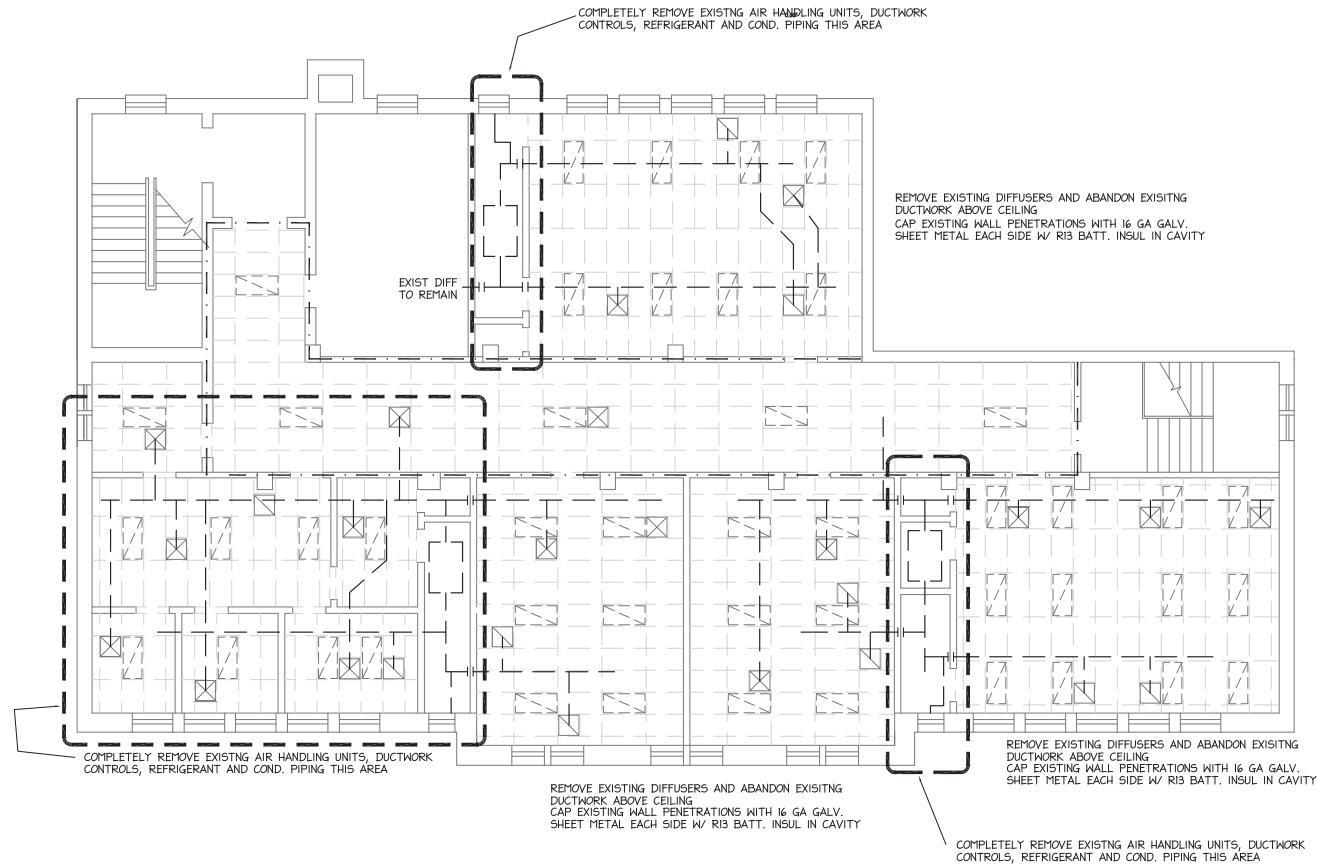 COMPLETELY REMOVE EXISTNG AIR HANDLING UNITS, DUCTWORK
CONTROLS, REFRIGERANT AND COND. PIPING THIS AREA
REMOVE EXISTING DIFFUSERS AND ABANDON EXISITNG
DUCTWORK ABOVE CEILING
CAP EXISTING WALL PENETRATIONS WITH 16 GA GALV.
SHEET METAL EACH SIDE W/ R13 BATT. INSUL IN CAVITY
EXIST DIFF
TO REMAIN
COMPLETELY REMOVE EXISTNG AIR HANDLING UNITS, DUCTWORK
CONTROLS, REFRIGERANT AND COND. PIPING THIS AREA
REMOVE EXISTING DIFFUSERS AND ABANDON EXISITNG
DUCTWORK ABOVE CEILING
CAP EXISTING WALL PENETRATIONS WITH 16 GA GALV.
SHEET METAL EACH SIDE W/ R13 BATT. INSUL IN CAVITY
REMOVE EXISTING DIFFUSERS AND ABANDON EXISITNG
DUCTWORK ABOVE CEILING
CAP EXISTING WALL PENETRATIONS WITH 16 GA GALV.
SHEET METAL EACH SIDE W/ R13 BATT. INSUL IN CAVITY
COMPLETELY REMOVE EXISTNG AIR HANDLING UNITS, DUCTWORK
CONTROLS, REFRIGERANT AND COND. PIPING THIS AREA